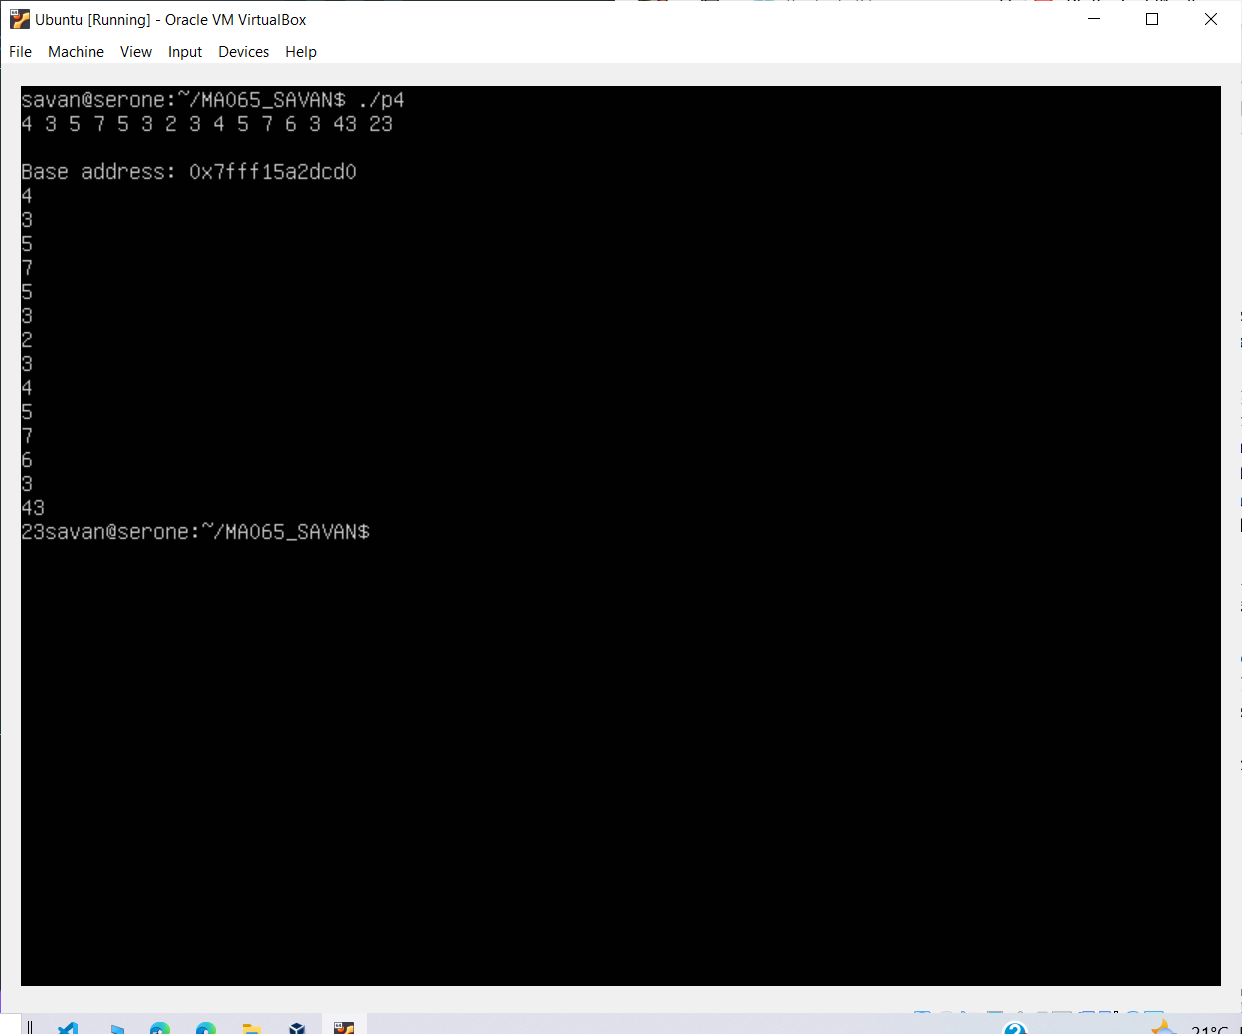 Ubuntu [Running] - Oracle VM VirtualBox
File Machine View Input Devices Help
savan@serone:~/MA065_SAVAN$ ./p4
4 3 5 7 5 3 2 3 4 5 7 6 3 43 23
Base address: 0x7fff15a2dcd0
4
3
5
7
5
3
2
3
4
5
7
6
3
43
23savan@serone:~/MA065_SAVAN$
21°C